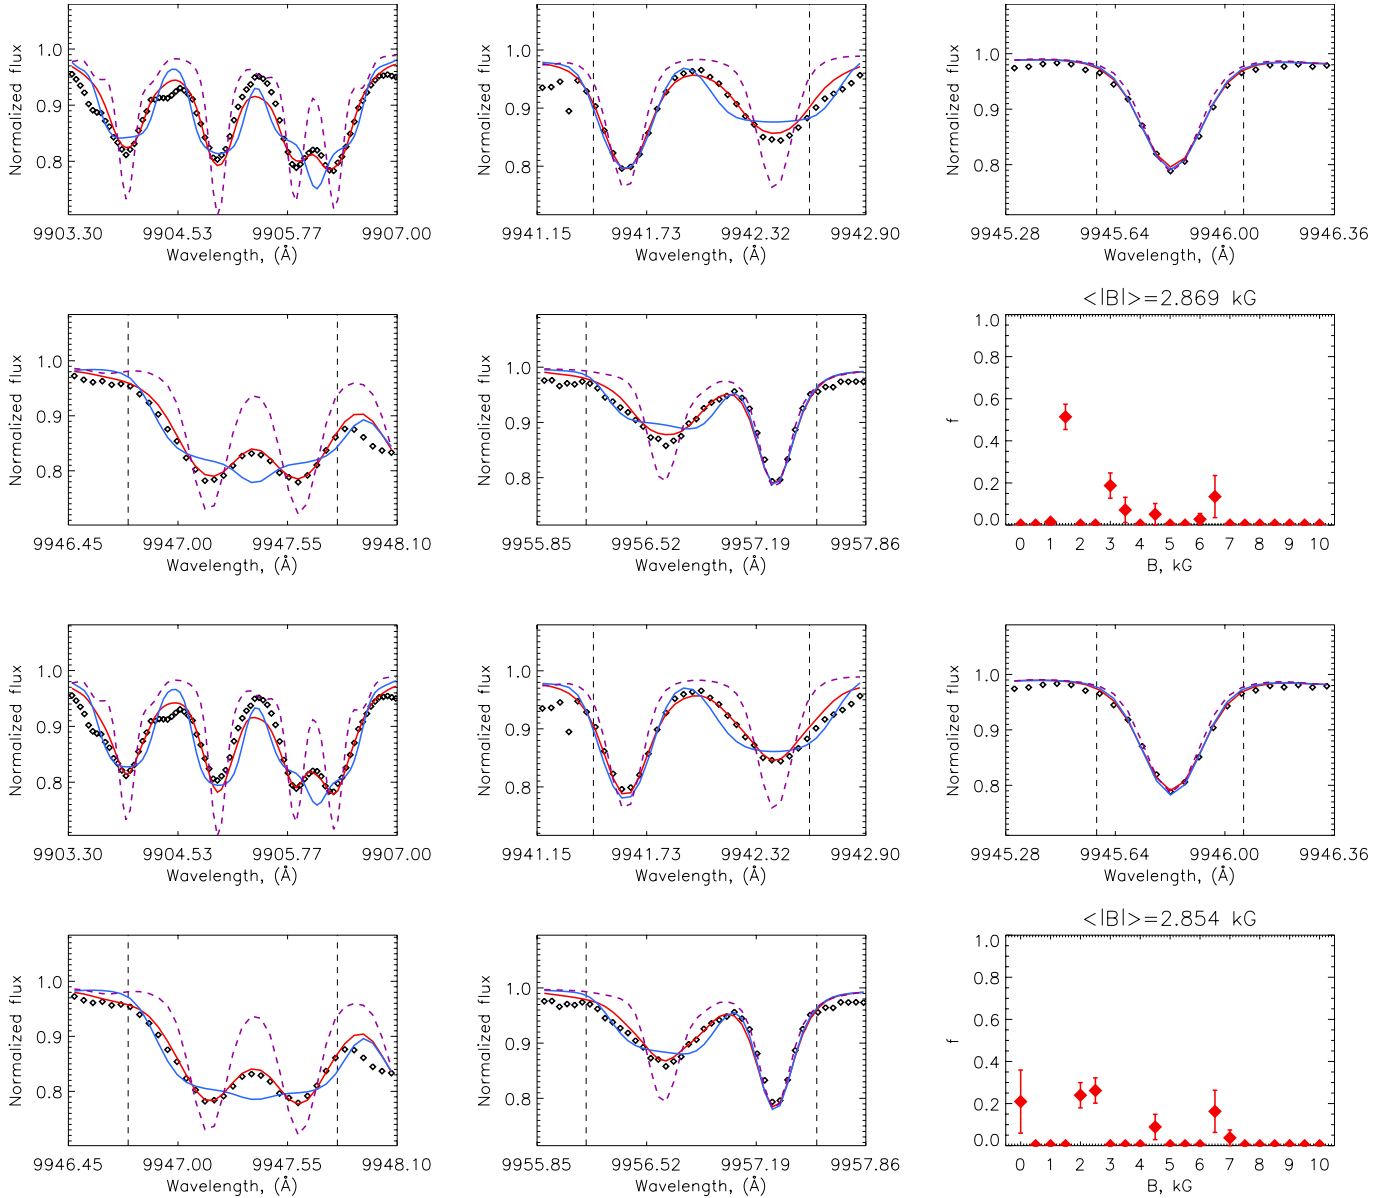 Normalized flux
1.0
0.9
0.8
9903.30 9904.53 9905.77 9907.00
Wavelength, (Å)
Normalized flux
1.0
0.9
0.8
9941.15 9941.73 9942.32 9942.90
Wavelength, (Å)
Normalized flux
1.0
0.9
0.8
9945.28 9945.64 9946.00 9946.36
Wavelength, (Å)
Normalized flux
1.0
0.9
0.8
9946.45 9947.00 9947.55 9948.10
Wavelength, (Å)
Normalized flux
1.0
0.9
0.8
9955.85 9956.52 9957.19 9957.86
Wavelength, (Å)
<|B|>=2.869 kG
f
1.0
0.8
0.6
0.4
0.2
0.0
0 1 2 3 4 5 6 7 8 9 10
B, kG
Normalized flux
1.0
0.9
0.8
9903.30 9904.53 9905.77 9907.00
Wavelength, (Å)
Normalized flux
1.0
0.9
0.8
9941.15 9941.73 9942.32 9942.90
Wavelength, (Å)
Normalized flux
1.0
0.9
0.8
9945.28 9945.64 9946.00 9946.36
Wavelength, (Å)
Normalized flux
1.0
0.9
0.8
9946.45 9947.00 9947.55 9948.10
Wavelength, (Å)
Normalized flux
1.0
0.9
0.8
9955.85 9956.52 9957.19 9957.86
Wavelength, (Å)
<|B|>=2.854 kG
f
1.0
0.8
0.6
0.4
0.2
0.0
0 1 2 3 4 5 6 7 8 9 10
B, kG